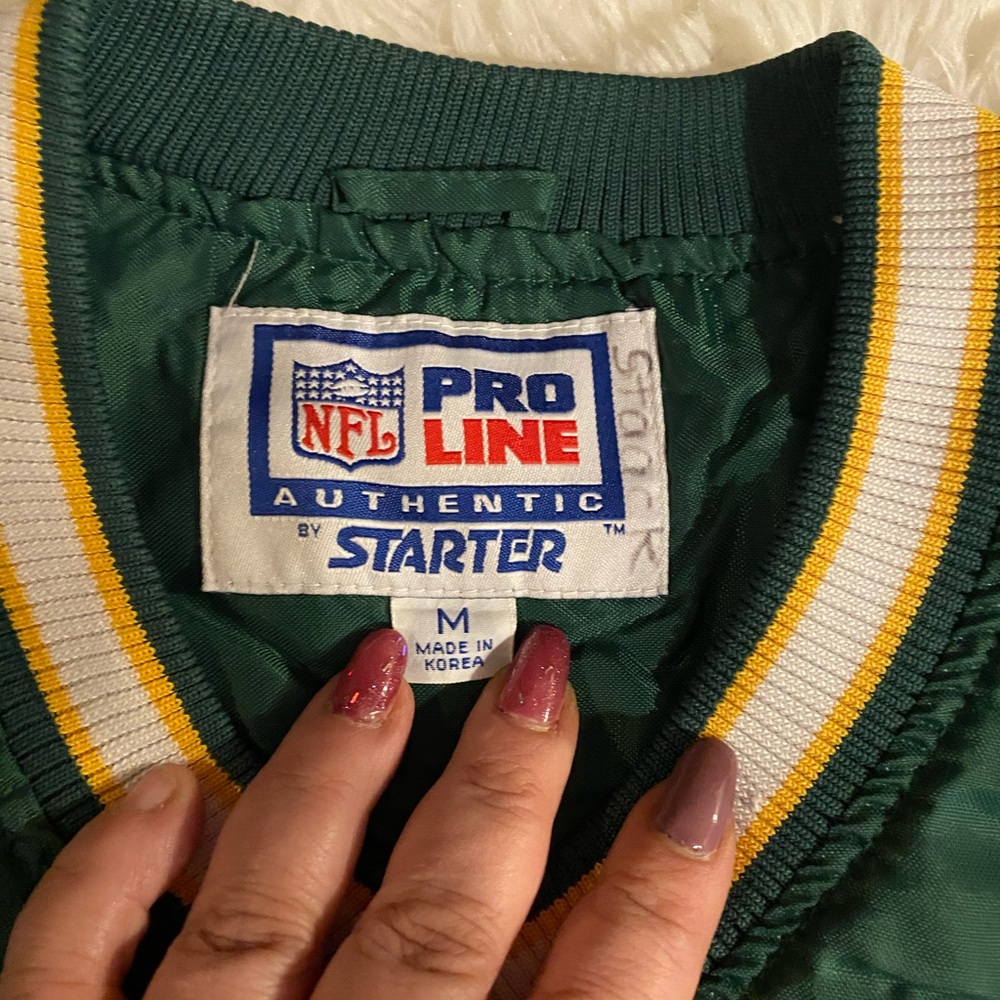 NFL
PRO
LINE
AUTHENTIC
BY STARTER ™
M
MADE IN
KOREA